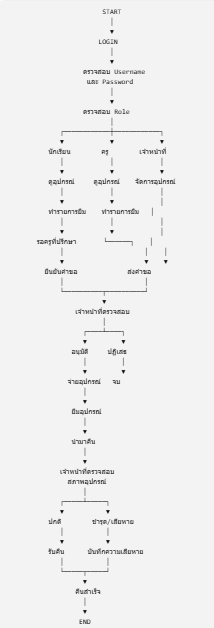 START
LOGIN
ตรวจสอบ Username
และ Password
ตรวจสอบ Role
นักเรียน ครู เจ้าหน้าที่
ดูอุปกรณ์ ดูอุปกรณ์ จัดการอุปกรณ์
ทำรายการยืม ทำรายการยืม
รอครูที่ปรึกษา
ยืนยันคำขอ ส่งคำขอ
เจ้าหน้าที่ตรวจสอบ
อนุมัติ ปฏิเสธ
จ่ายอุปกรณ์ จบ
ยืมอุปกรณ์
นำมาคืน
เจ้าหน้าที่ตรวจสอบ
สภาพอุปกรณ์
ปกติ ชำรุด/เสียหาย
รับคืน บันทึกความเสียหาย
คืนสำเร็จ
END